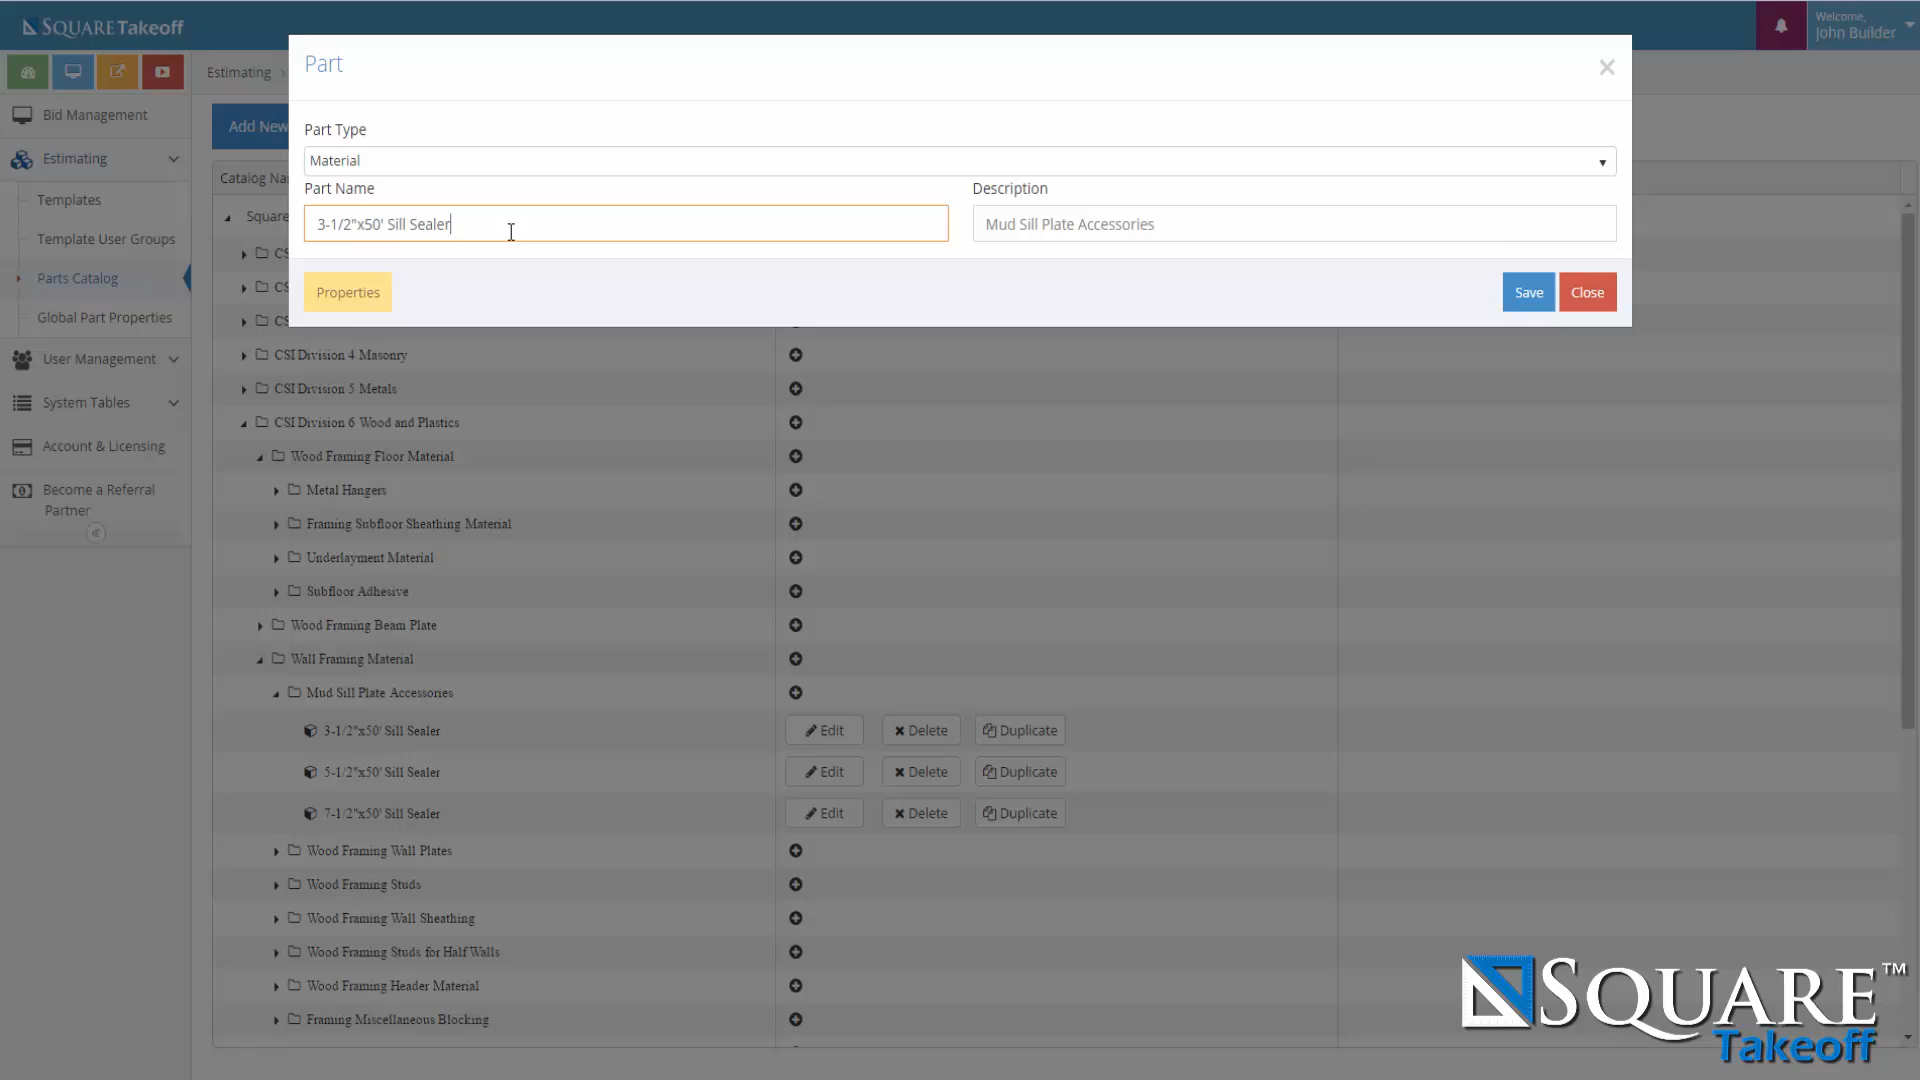 SQUARE Takeoff
Welcome,
John Builder
Part
×
Estimating
Part Type
Material
Part Name
Description
3-1/2"x50' Sill Sealer
Mud Sill Plate Accessories
Properties
Save
Close
Add New
Bid Management
Estimating
Templates
Template User Groups
Parts Catalog
Global Part Properties
User Management
System Tables
Account & Licensing
Become a Referral
Partner
Catalog Na
Square
CS
CS
CS
CSI Division 4 Masonry
CSI Division 5 Metals
CSI Division 6 Wood and Plastics
Wood Framing Floor Material
Metal Hangers
Framing Subfloor Sheathing Material
Underlayment Material
Subfloor Adhesive
Wood Framing Beam Plate
Wall Framing Material
Mud Sill Plate Accessories
3-1/2"x50' Sill Sealer Edit Delete Duplicate
5-1/2"x50' Sill Sealer Edit Delete Duplicate
7-1/2"x50' Sill Sealer Edit Delete Duplicate
Wood Framing Wall Plates
Wood Framing Studs
Wood Framing Wall Sheathing
Wood Framing Studs for Half Walls
Wood Framing Header Material
Framing Miscellaneous Blocking
SQUARE™
Takeoff